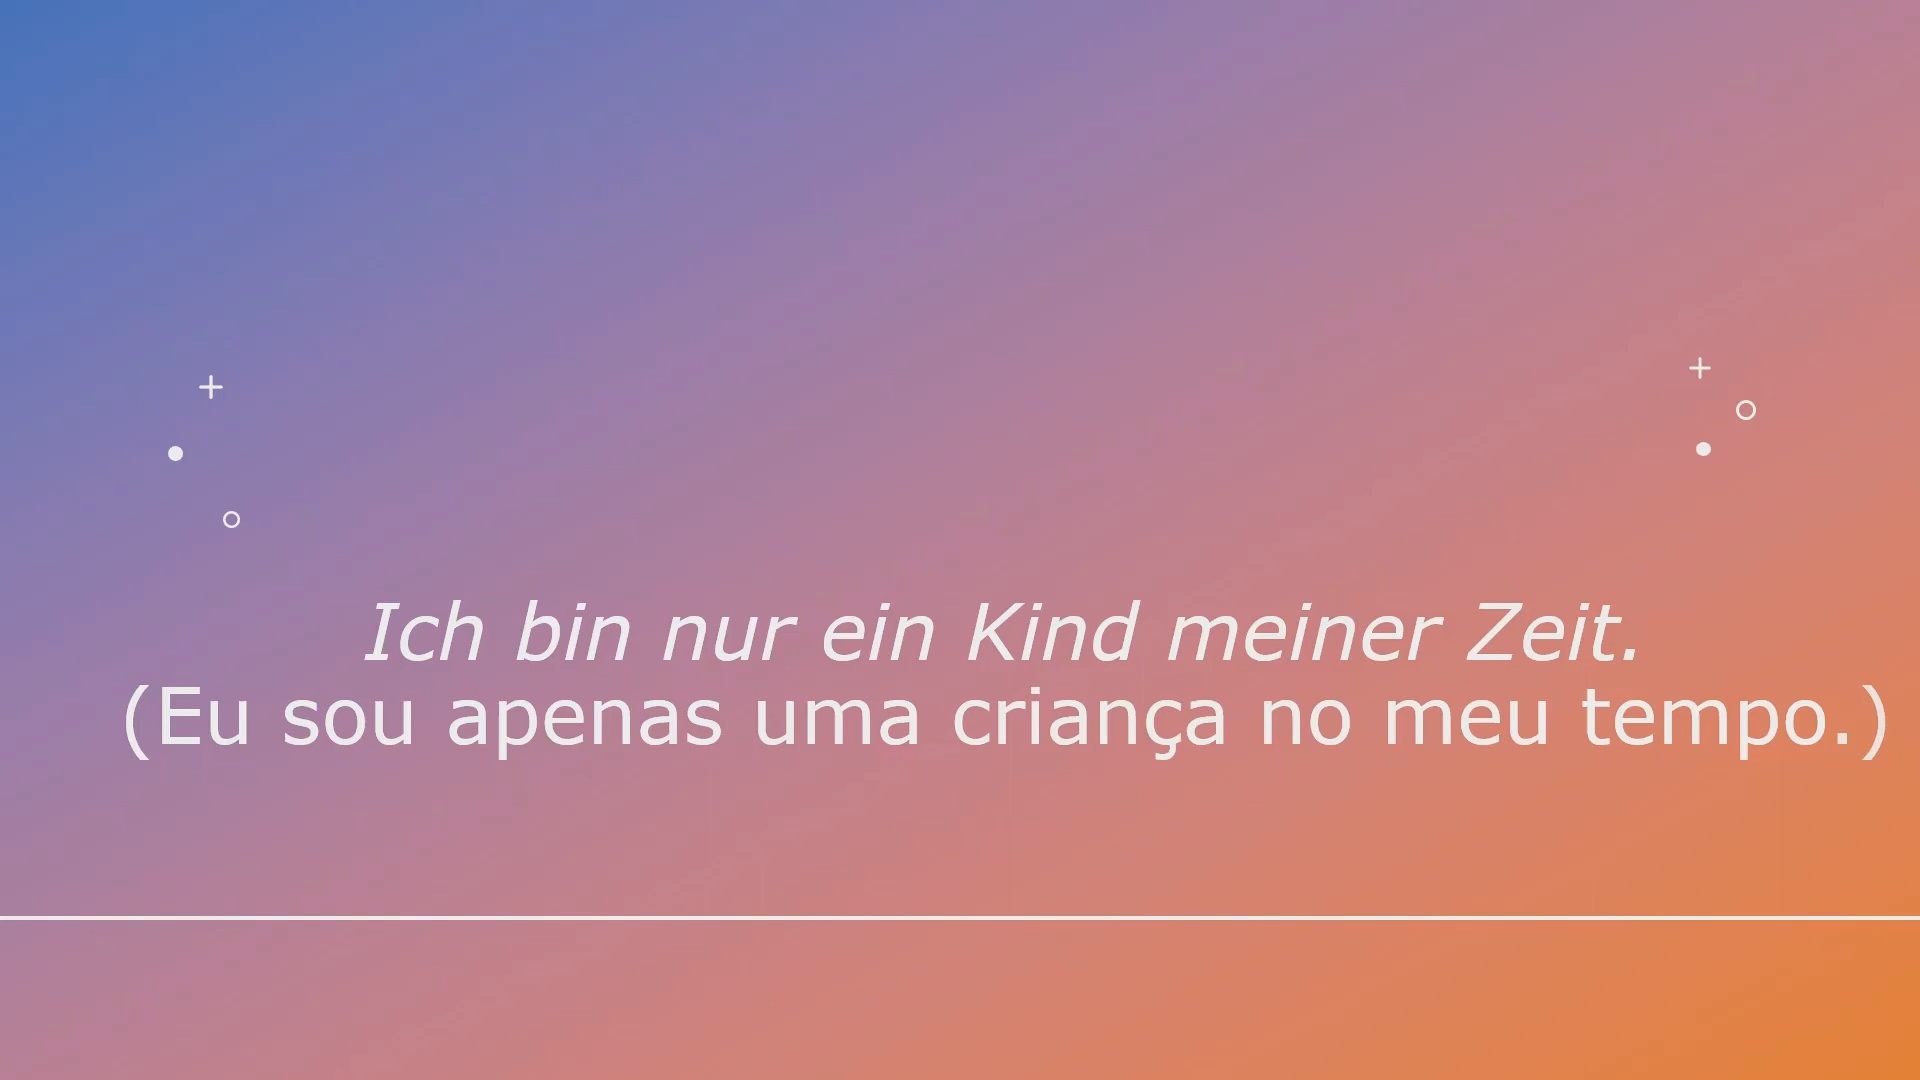 Ich bin nur ein Kind meiner Zeit.
(Eu sou apenas uma criança no meu tempo.)